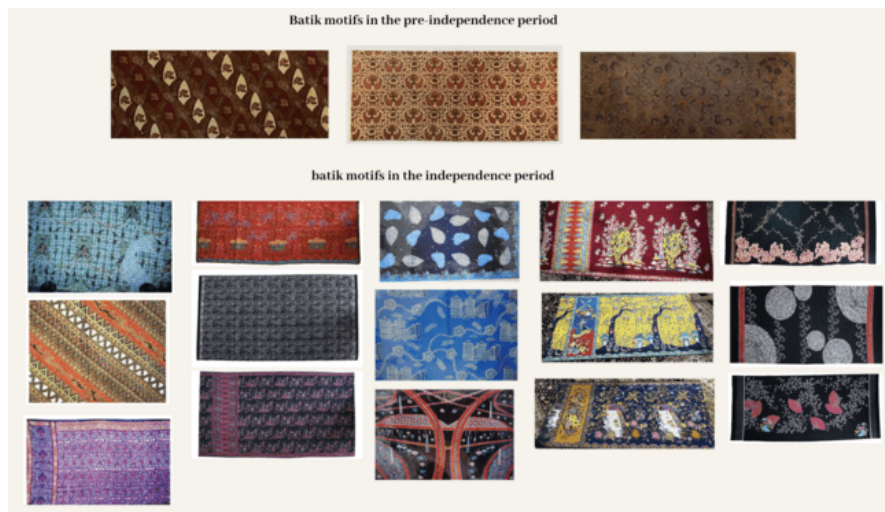 Batik motifs in the pre-independence period
batik motifs in the independence period